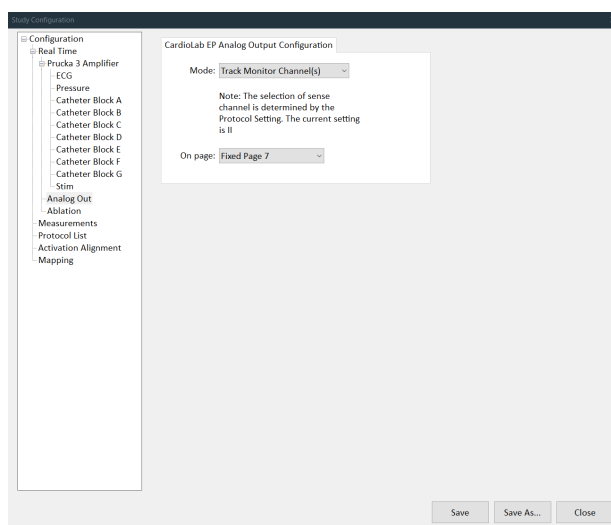 Study Configuration
Configuration
Real Time
Prucka 3 Amplifier
ECG
Pressure
Catheter Block A
Catheter Block B
Catheter Block C
Catheter Block D
Catheter Block E
Catheter Block F
Catheter Block G
Stim
Analog Out
Ablation
Measurements
Protocol List
Activation Alignment
Mapping
CardioLab EP Analog Output Configuration
Mode: Track Monitor Channel(s)
Note: The selection of sense
channel is determined by the
Protocol Setting. The current setting
is II
On page: Fixed Page 7
Save Save As... Close